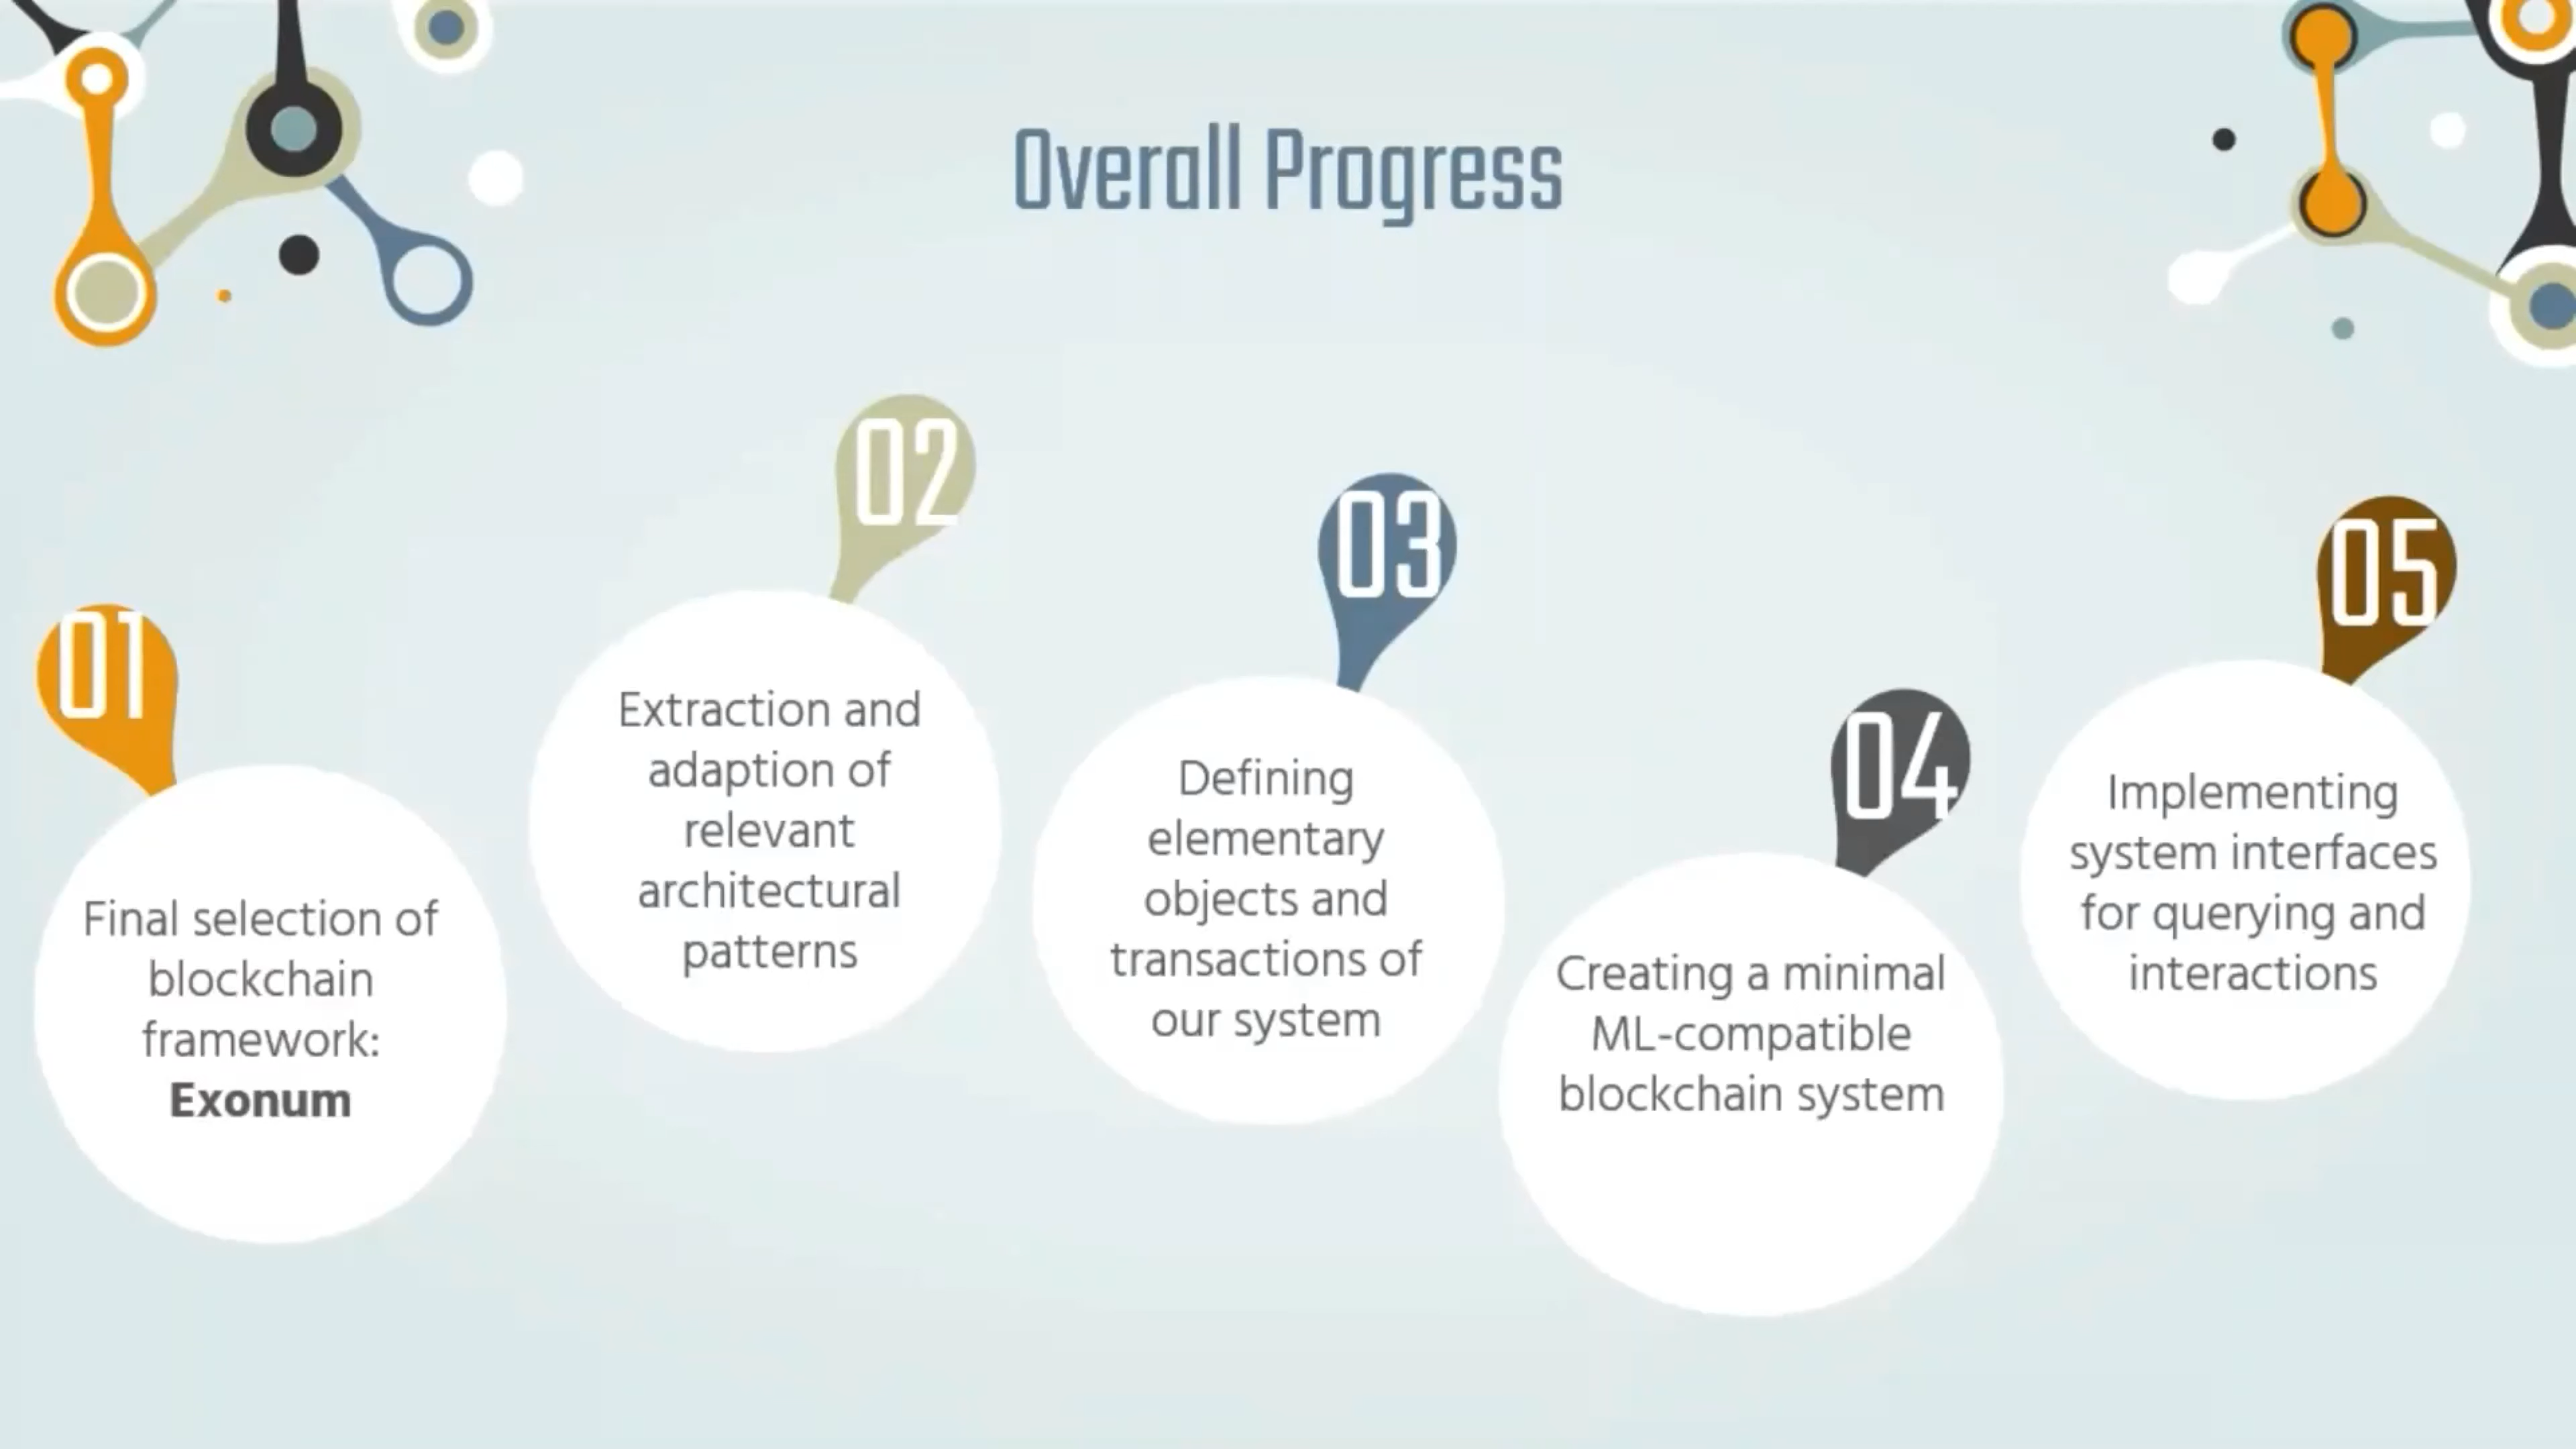 Overall Progress
01
Final selection of
blockchain
framework:
Exonum
02
Extraction and
adaption of
relevant
architectural
patterns
03
Defining
elementary
objects and
transactions of
our system
04
Creating a minimal
ML-compatible
blockchain system
05
Implementing
system interfaces
for querying and
interactions